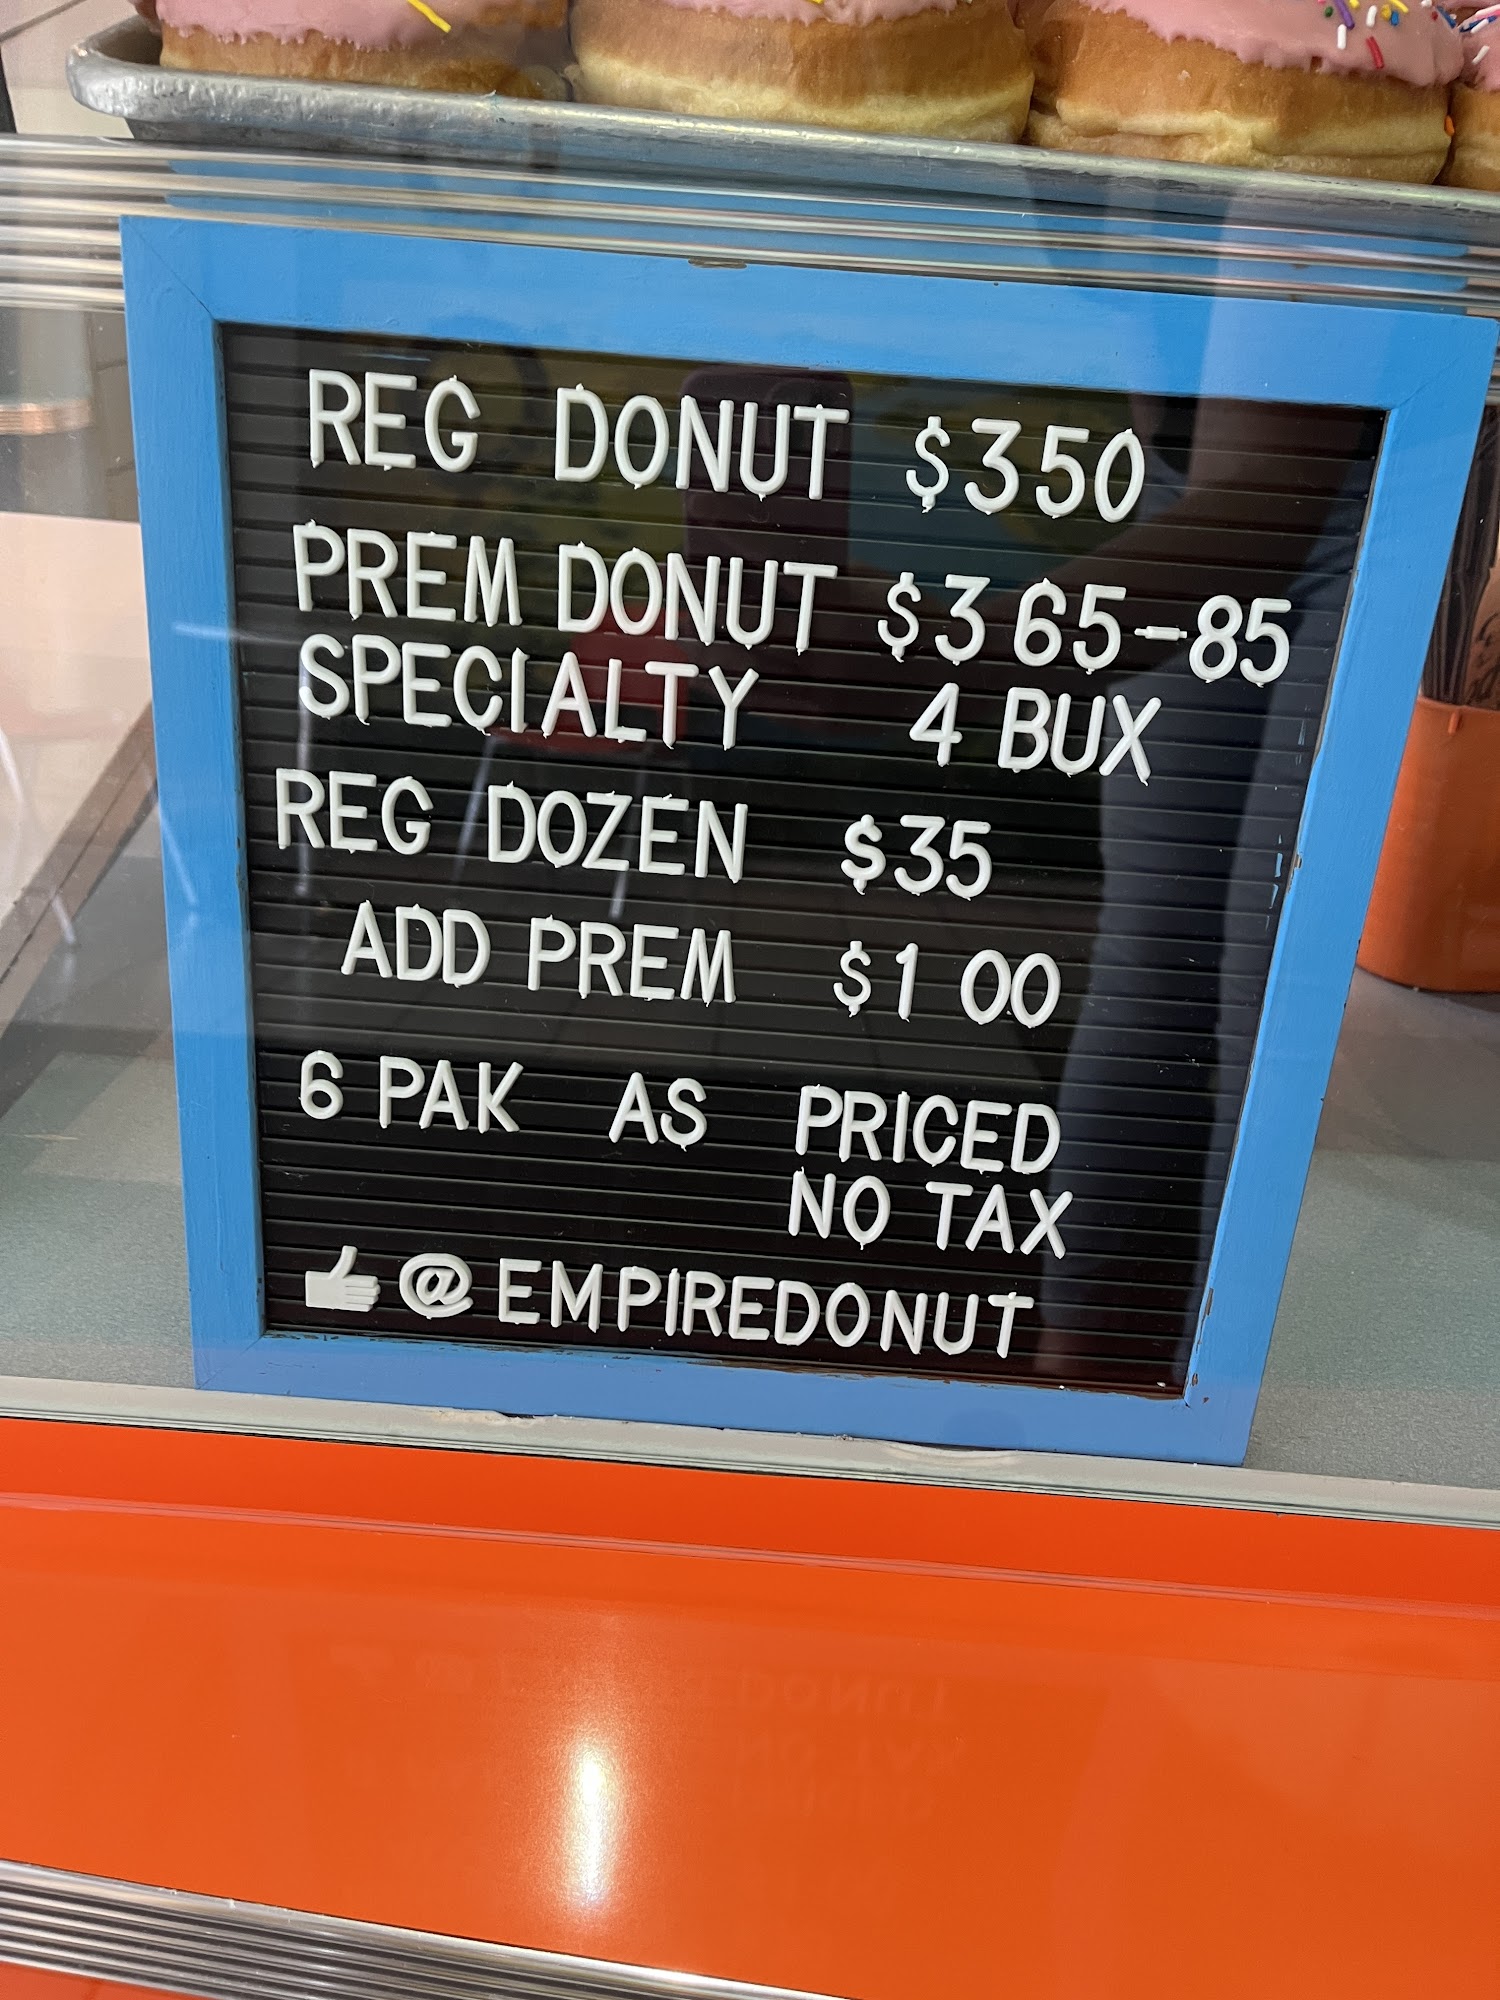 REG DONUT $350
PREM DONUT $365-85
SPECIALTY 4 BUX
REG DOZEN $35
ADD PREM $1 00
6 PAK AS PRICED
NO TAX
👍@EMPIREDONUT